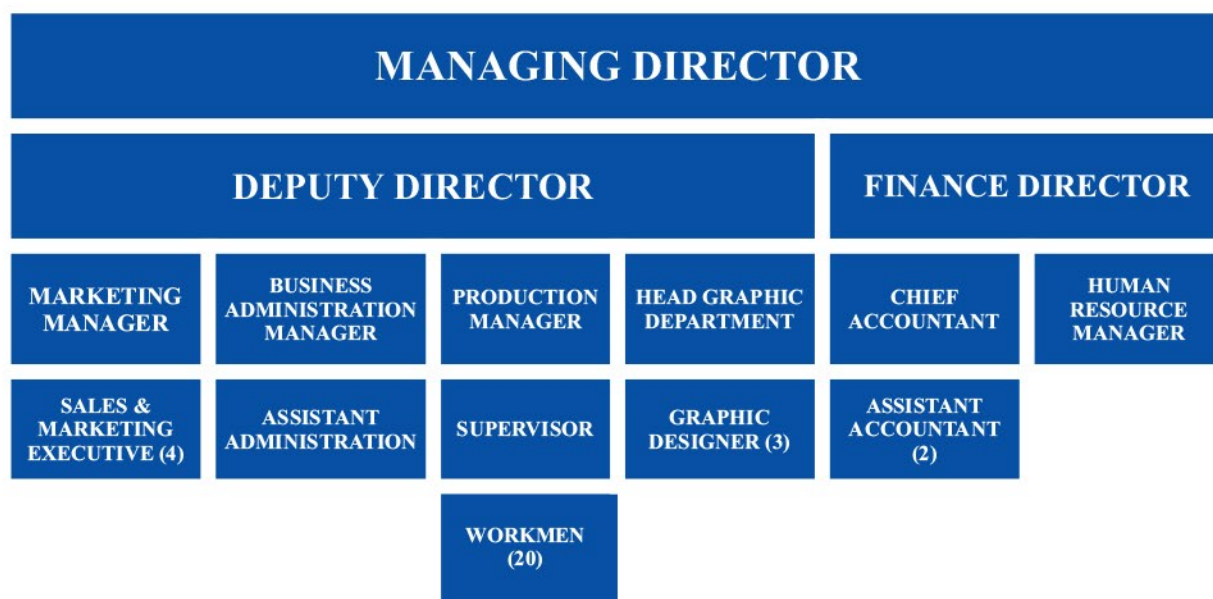 MANAGING DIRECTOR
DEPUTY DIRECTOR
FINANCE DIRECTOR
MARKETING
MANAGER
BUSINESS
ADMINISTRATION
MANAGER
PRODUCTION
MANAGER
HEAD GRAPHIC
DEPARTMENT
CHIEF
ACCOUNTANT
HUMAN
RESOURCE
MANAGER
SALES &
MARKETING
EXECUTIVE (4)
ASSISTANT
ADMINISTRATION
SUPERVISOR
GRAPHIC
DESIGNER (3)
ASSISTANT
ACCOUNTANT
(2)
WORKMEN
(20)